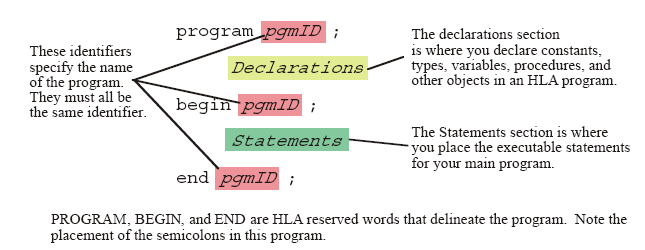 program pgmID ;
These identifiers
specify the name
of the program.
They must all be
the same identifier.
Declarations
The declarations section
is where you declare constants,
types, variables, procedures, and
other objects in an HLA program.
begin pgmID ;
Statements
The Statements section is where
you place the executable statements
for your main program.
end pgmID ;
PROGRAM, BEGIN, and END are HLA reserved words that delineate the program.  Note the
placement of the semicolons in this program.